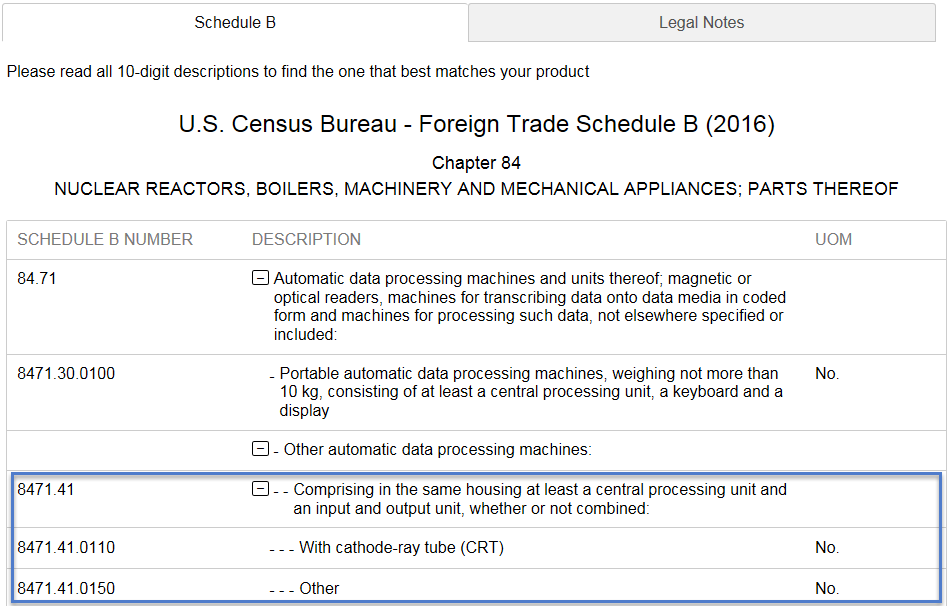 Schedule B
Legal Notes
Please read all 10-digit descriptions to find the one that best matches your product
U.S. Census Bureau - Foreign Trade Schedule B (2016)
Chapter 84
NUCLEAR REACTORS, BOILERS, MACHINERY AND MECHANICAL APPLIANCES; PARTS THEREOF
SCHEDULE B NUMBER DESCRIPTION UOM
84.71 Automatic data processing machines and units thereof; magnetic or
optical readers, machines for transcribing data onto data media in coded
form and machines for processing such data, not elsewhere specified or
included:
8471.30.0100 - Portable automatic data processing machines, weighing not more than No.
10 kg, consisting of at least a central processing unit, a keyboard and a
display
- Other automatic data processing machines:
8471.41 - - Comprising in the same housing at least a central processing unit and
an input and output unit, whether or not combined:
8471.41.0110 - - - With cathode-ray tube (CRT) No.
8471.41.0150 - - - Other No.